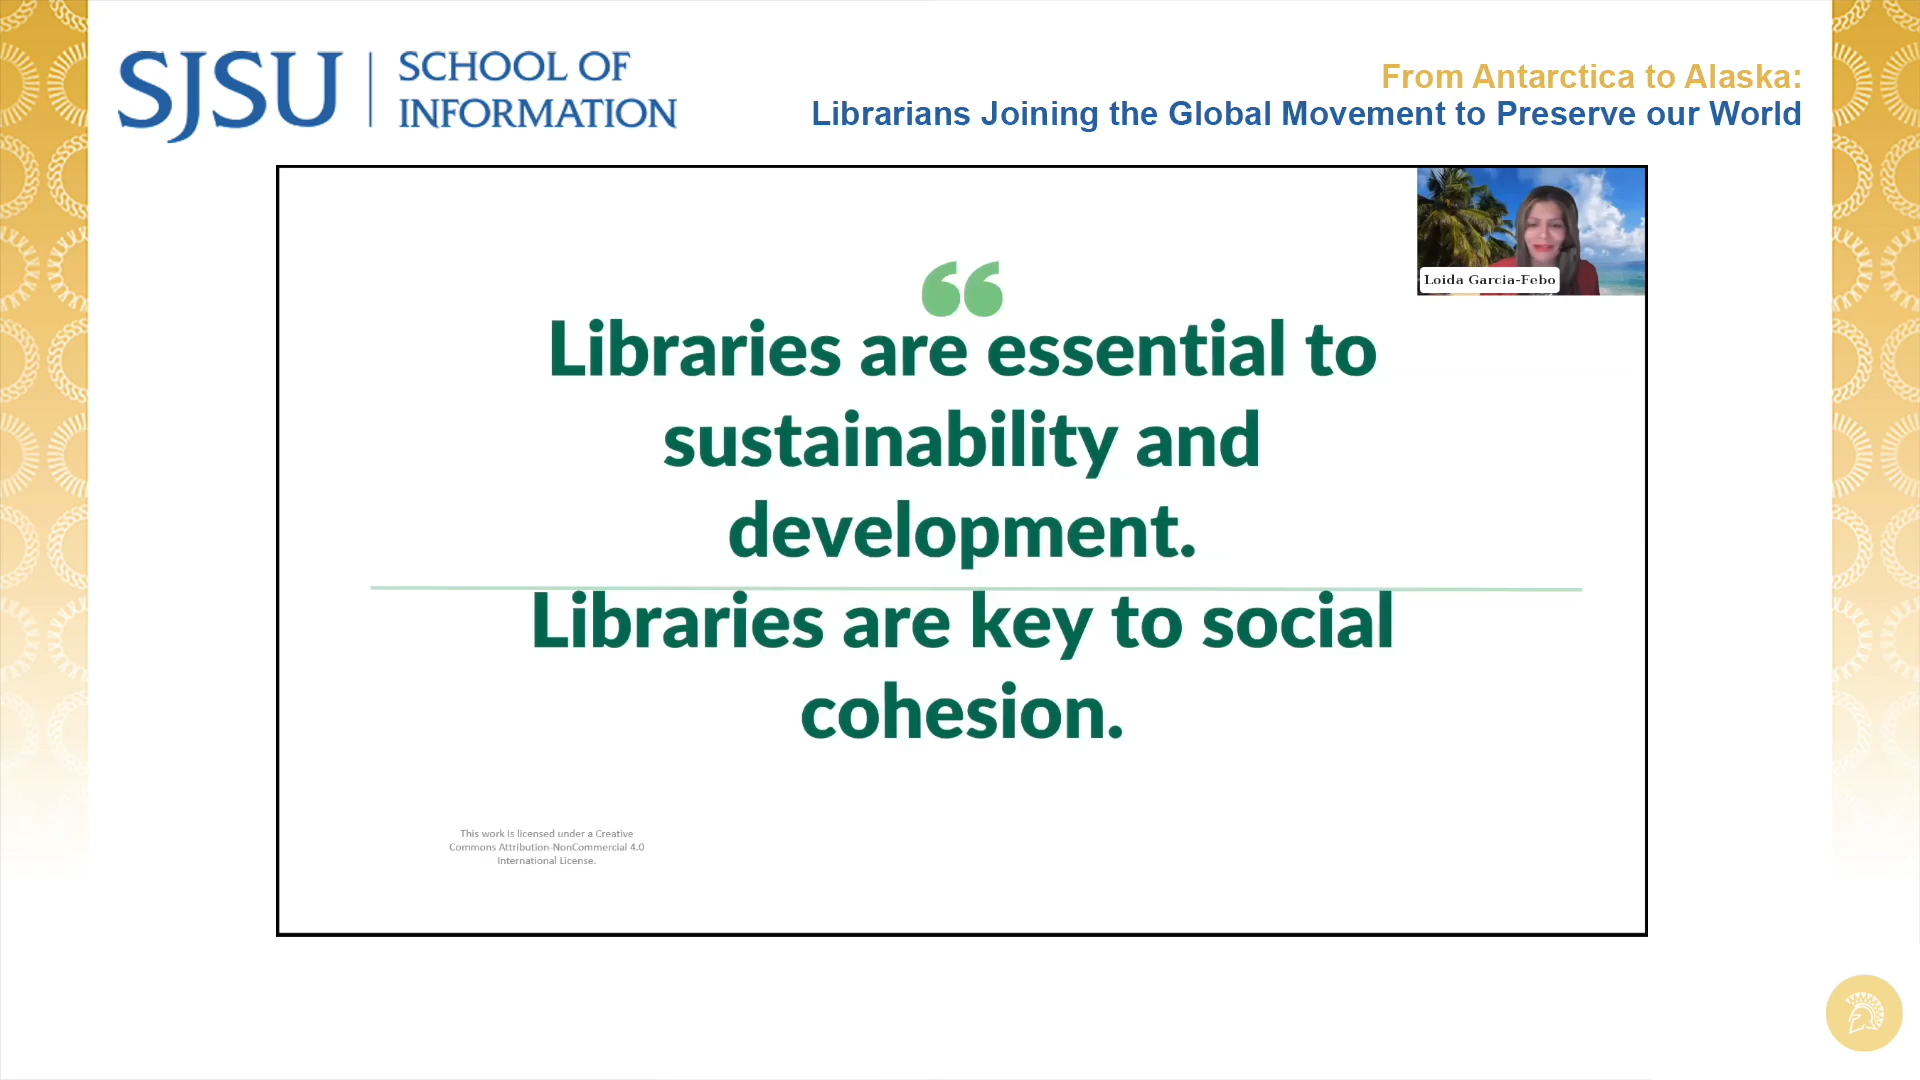 SJSU
SCHOOL OF
INFORMATION
From Antarctica to Alaska:
Librarians Joining the Global Movement to Preserve our World
Loida Garcia-Febo
“
Libraries are essential to
sustainability and
development.
Libraries are key to social
cohesion.
This work is licensed under a Creative
Commons Attribution-NonCommercial 4.0
International License.